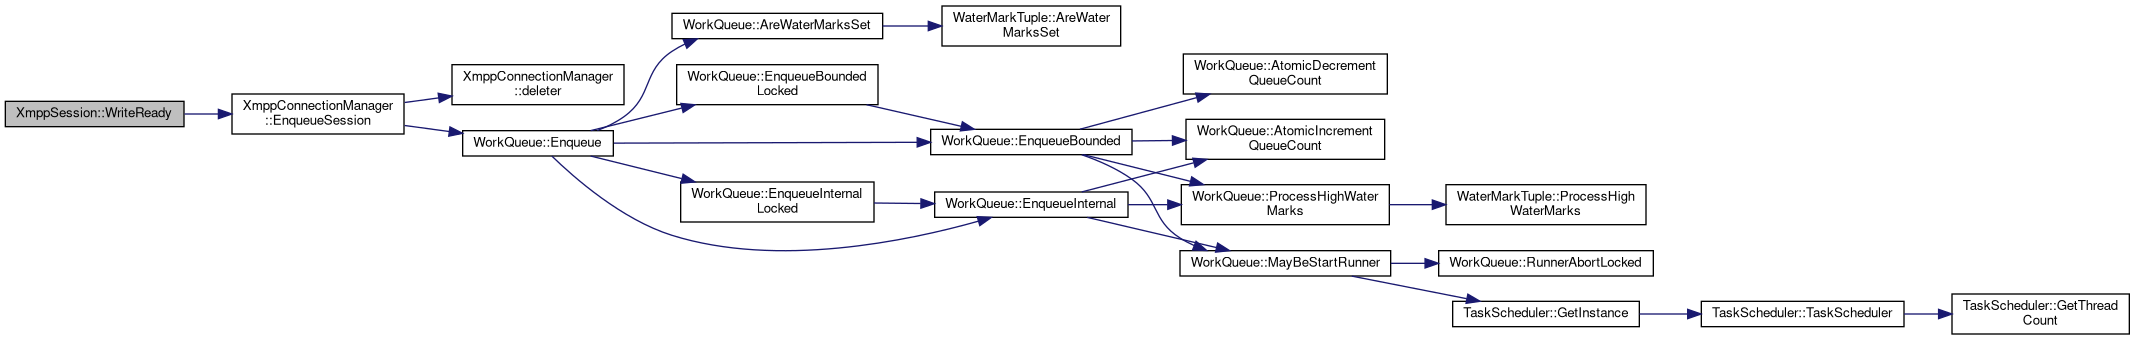 XmppSession::WriteReady
XmppConnectionManager
::EnqueueSession
XmppConnectionManager
::deleter
WorkQueue::Enqueue
WorkQueue::AreWaterMarksSet
WaterMarkTuple::AreWater
MarksSet
WorkQueue::EnqueueBounded
Locked
WorkQueue::EnqueueBounded
WorkQueue::EnqueueInternal
Locked
WorkQueue::EnqueueInternal
WorkQueue::AtomicDecrement
QueueCount
WorkQueue::AtomicIncrement
QueueCount
WorkQueue::ProcessHighWater
Marks
WaterMarkTuple::ProcessHigh
WaterMarks
WorkQueue::MayBeStartRunner
WorkQueue::RunnerAbortLocked
TaskScheduler::GetInstance
TaskScheduler::TaskScheduler
TaskScheduler::GetThread
Count